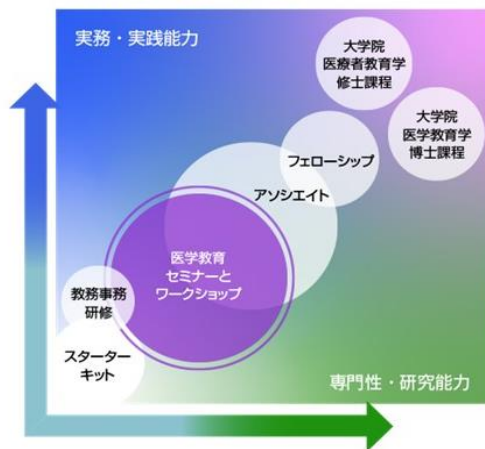 実務・実践能力
大学院
医療者教育学
修士課程
大学院
医学教育学
博士課程
フェローシップ
アソシエイト
医学教育
セミナーと
ワークショップ
教務事務
研修
スターター
キット
専門性・研究能力